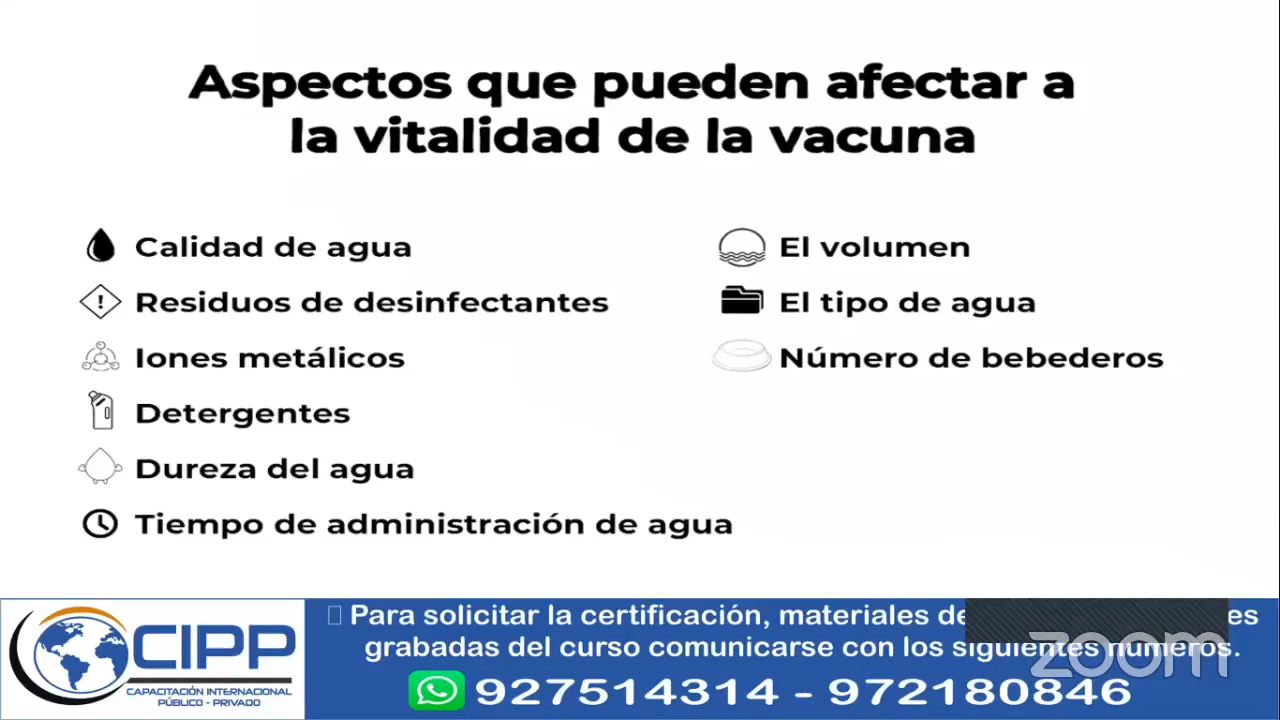 Aspectos que pueden afectar a
la vitalidad de la vacuna
Calidad de agua
Residuos de desinfectantes
Iones metálicos
Detergentes
Dureza del agua
Tiempo de administración de agua
El volumen
El tipo de agua
Número de bebederos
CIPP
CAPACITACIÓN INTERNACIONAL
PÚBLICO - PRIVADO
Para solicitar la certificación, materiales
grabadas del curso comunicarse con los siguientes números.
927514314 - 972180846
zoom